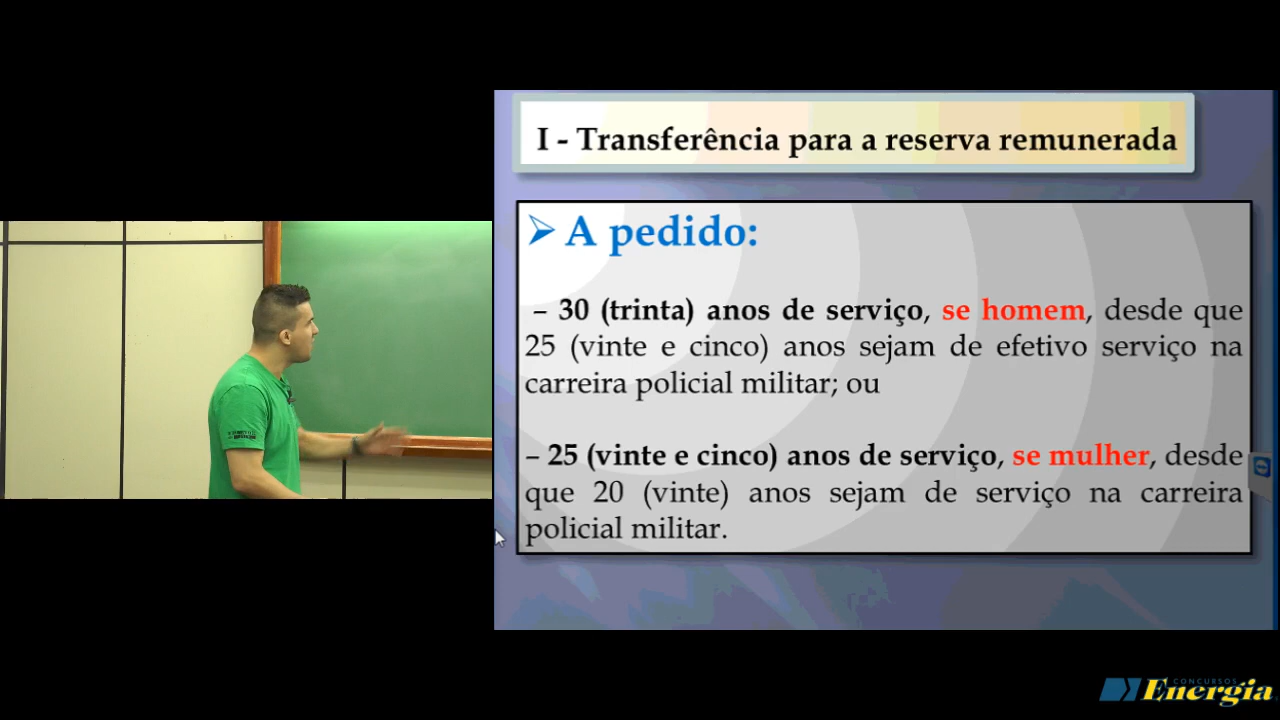 I - Transferência para a reserva remunerada
➢ A pedido:
– 30 (trinta) anos de serviço, se homem, desde que
25 (vinte e cinco) anos sejam de efetivo serviço na
carreira policial militar; ou
– 25 (vinte e cinco) anos de serviço, se mulher, desde
que 20 (vinte) anos sejam de serviço na carreira
policial militar.
CONCURSOS
Energia